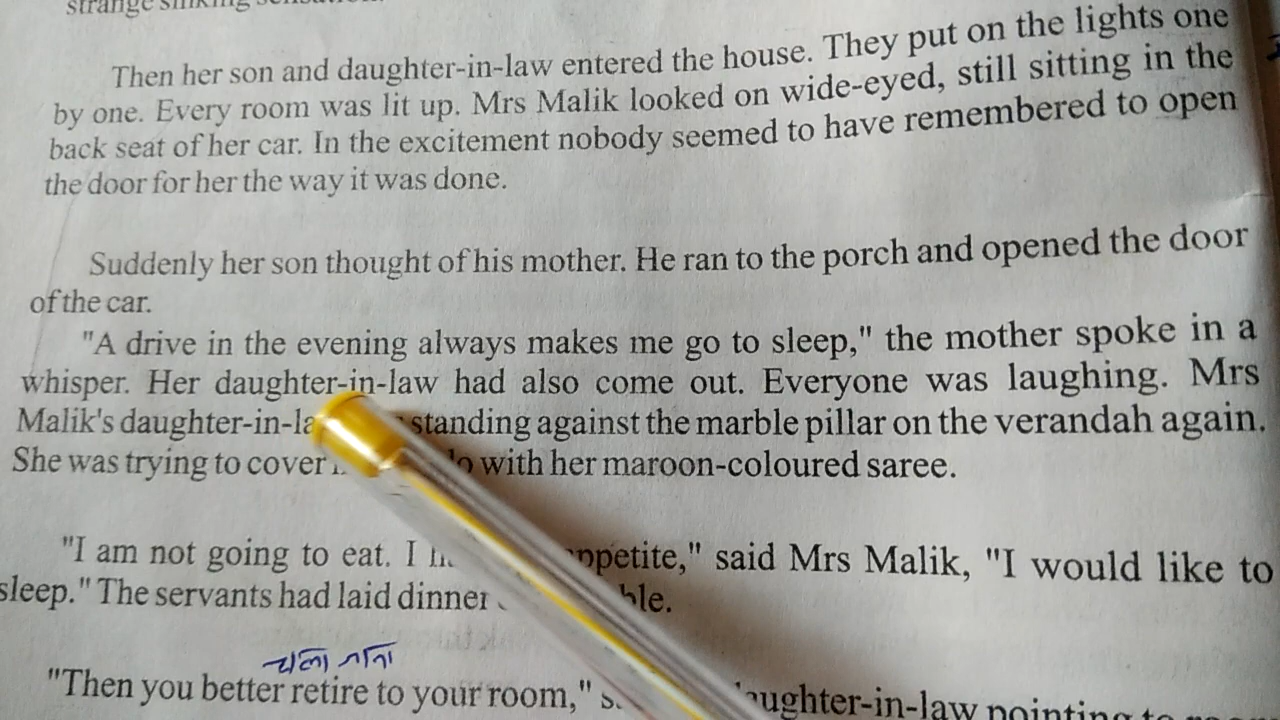 strange sinking sensation.
Then her son and daughter-in-law entered the house. They put on the lights one
by one. Every room was lit up. Mrs Malik looked on wide-eyed, still sitting in the
back seat of her car. In the excitement nobody seemed to have remembered to open
the door for her the way it was done.
Suddenly her son thought of his mother. He ran to the porch and opened the door
of the car.
"A drive in the evening always makes me go to sleep," the mother spoke in a
whisper. Her daughter-in-law had also come out. Everyone was laughing. Mrs
Malik's daughter-in-la standing against the marble pillar on the verandah again.
She was trying to cover with her maroon-coloured saree.
"I am not going to eat. I appetite," said Mrs Malik, "I would like to
sleep." The servants had laid dinner
"Then you better retire to your room," daughter-in-law pointing to